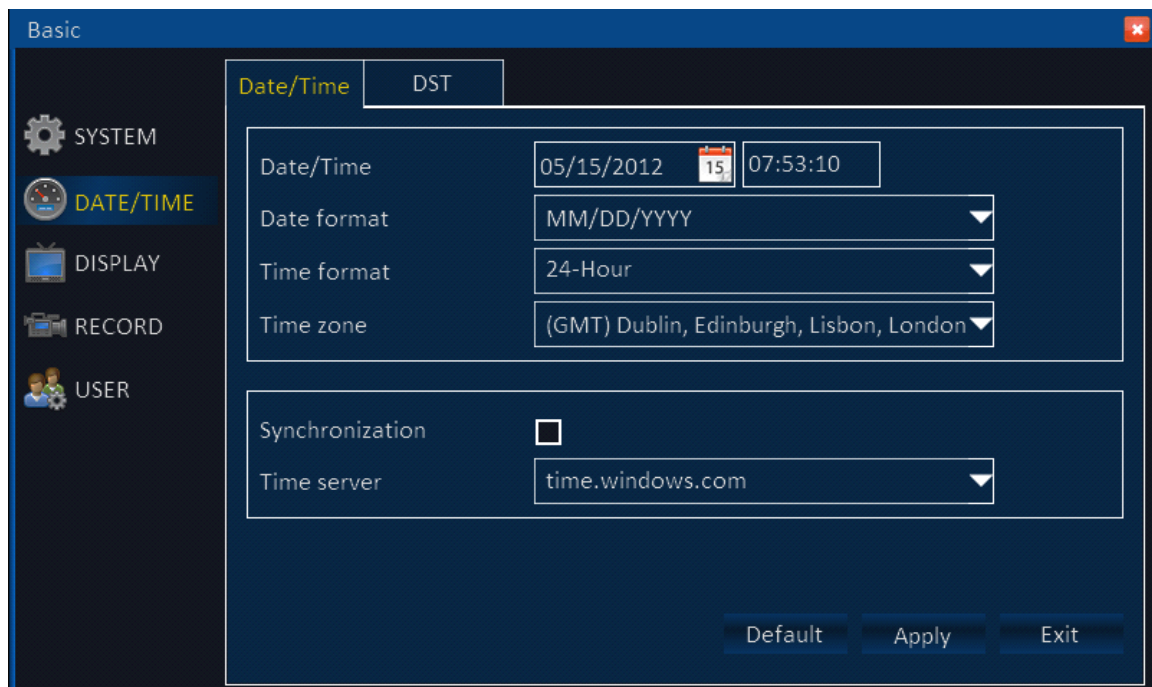 Basic
Date/Time
DST
SYSTEM
DATE/TIME
DISPLAY
RECORD
USER
Date/Time 05/15/2012 15 07:53:10
Date format MM/DD/YYYY
Time format 24-Hour
Time zone (GMT) Dublin, Edinburgh, Lisbon, London
Synchronization
Time server time.windows.com
Default Apply Exit